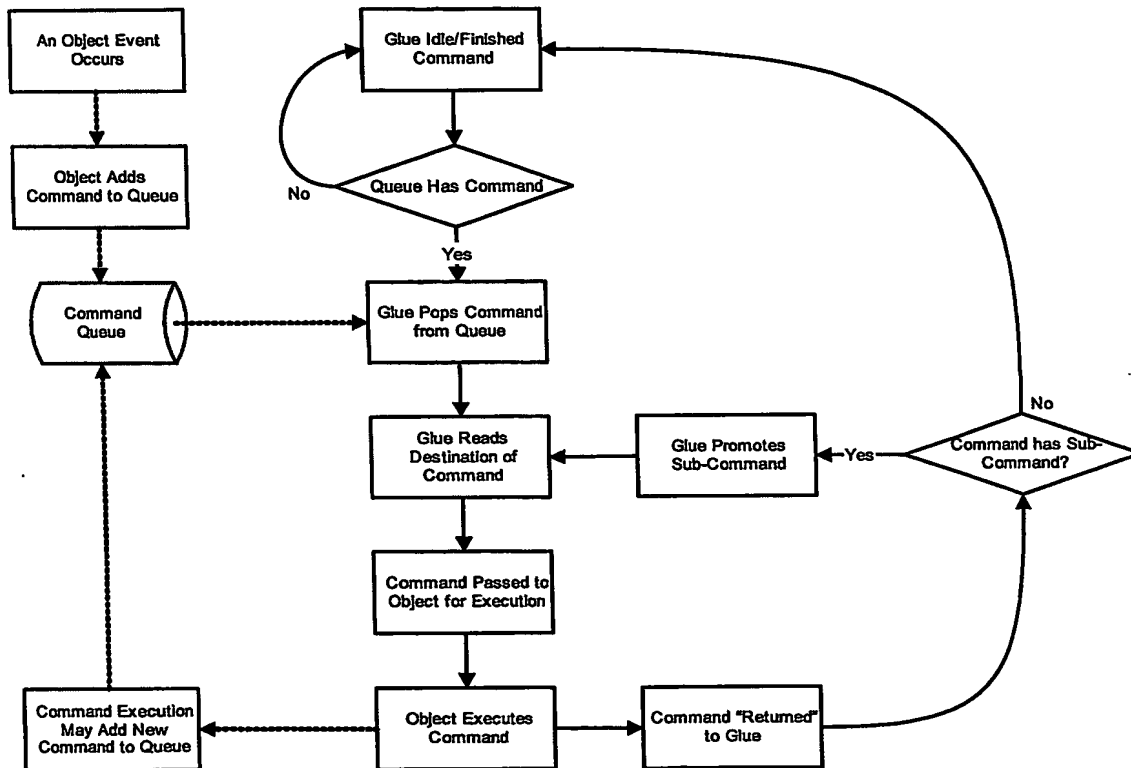 An Object Event
Occurs
Glue Idle/Finished
Command
Object Adds
Command to Queue
No
Queue Has Command
Yes
Command
Queue
Glue Pops Command
from Queue
No
Glue Reads
Destination of
Command
Glue Promotes
Sub-Command
Yes
Command has Sub-
Command?
Command Passed to
Object for Execution
Command Execution
May Add New
Command to Queue
Object Executes
Command
Command "Returned"
to Glue